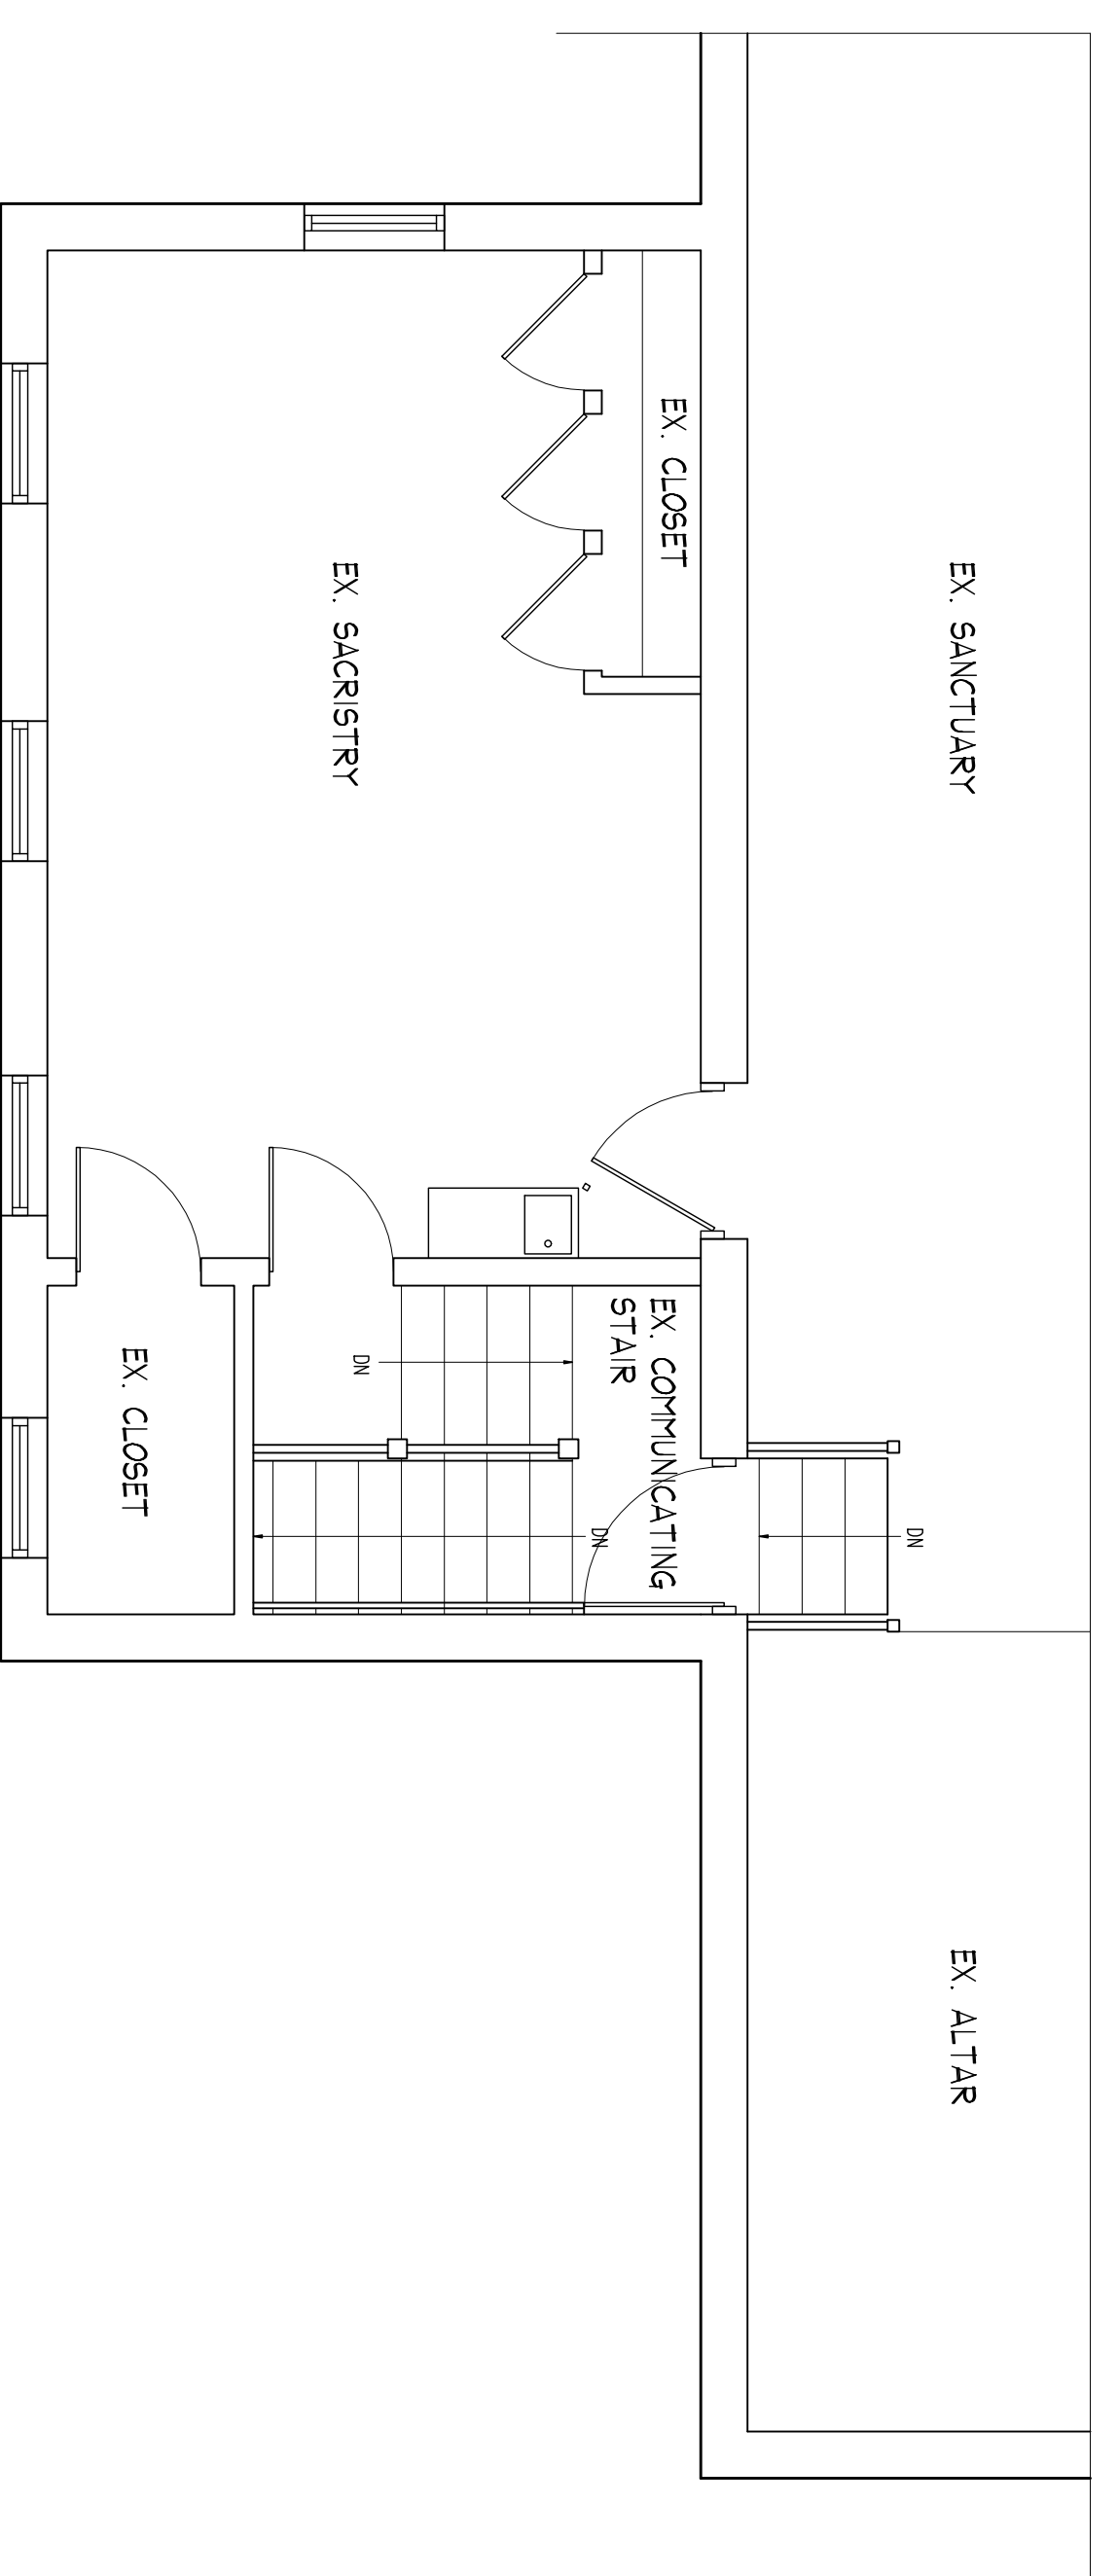 EX. SANCTUARY
EX. ALTAR
DN
EX. CLOSET
EX. COMMUNICATING
STAIR
DN
DN
EX. SACRISTRY
EX. CLOSET